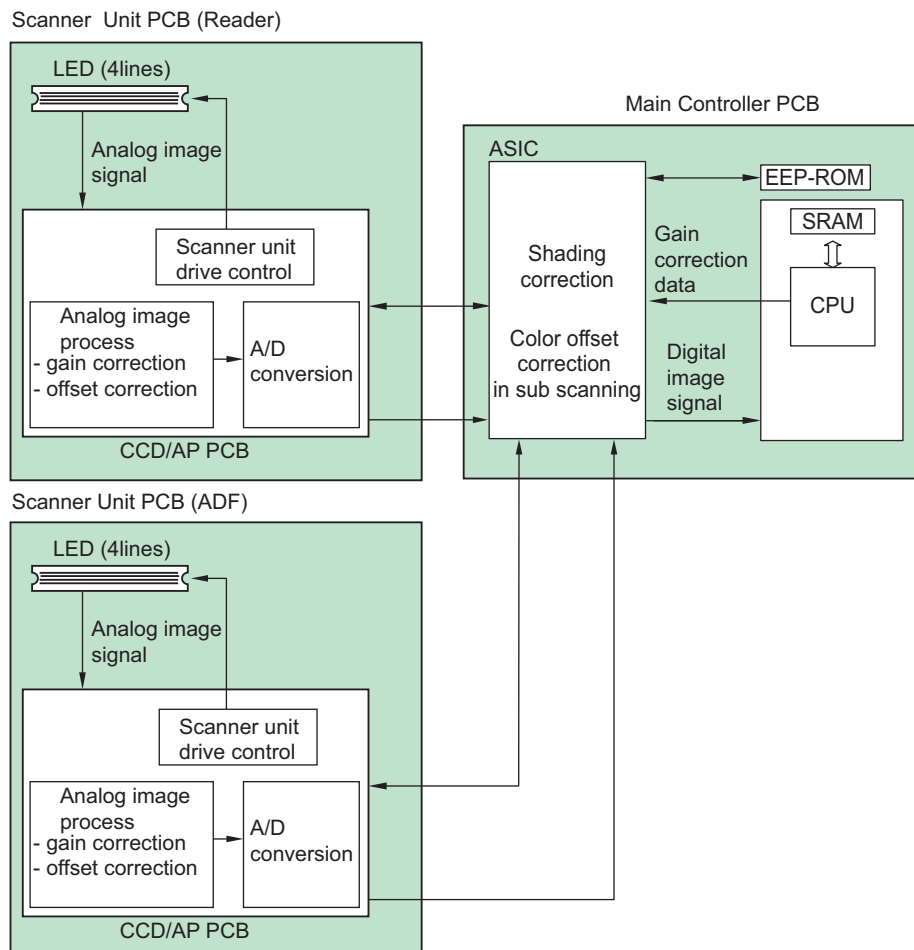 Scanner Unit PCB (Reader)
LED (4lines)
Analog image
signal
Scanner unit
drive control
Analog image
process
- gain correction
- offset correction
A/D
conversion
CCD/AP PCB
Main Controller PCB
ASIC
EEP-ROM
SRAM
Shading
correction
Gain
correction
data
CPU
Color offset
correction
in sub scanning
Digital
image
signal
Scanner Unit PCB (ADF)
LED (4lines)
Analog image
signal
Scanner unit
drive control
Analog image
process
- gain correction
- offset correction
A/D
conversion
CCD/AP PCB